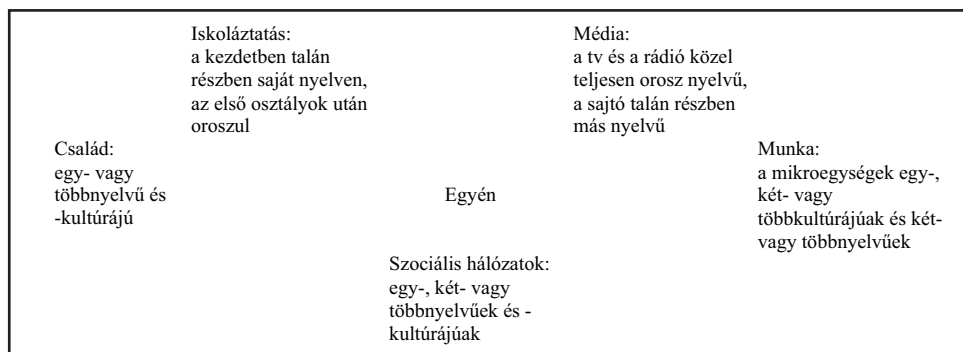 Iskoláztatás:
a kezdetben talán
részben saját nyelven,
az első osztályok után
oroszul
Média:
a tv és a rádió közel
teljesen orosz nyelvű,
a sajtó talán részben
más nyelvű
Család:
egy- vagy
többnyelvű és
-kultúrájú
Egyén
Munka:
a mikroegységek egy-,
két- vagy
többkultúrájúak és két-
vagy többnyelvűek
Szociális hálózatok:
egy-, két- vagy
többnyelvűek és -
kultúrájúak